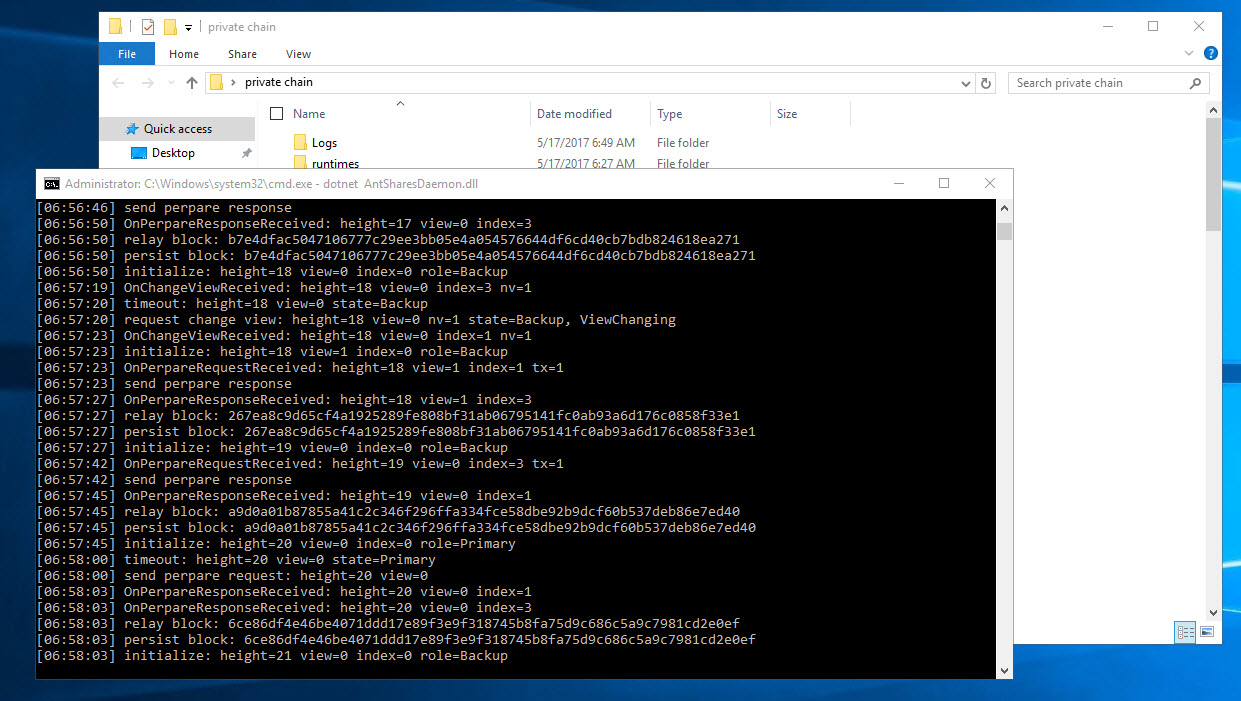 private chain
File Home Share View
private chain
Search private chain
Name Date modified Type Size
Quick access
Desktop
Logs 5/17/2017 6:49 AM File folder
runtimes 5/17/2017 6:27 AM File folder
Administrator: C:\Windows\system32\cmd.exe - dotnet  AntSharesDaemon.dll
[06:56:46] send perpare response
[06:56:50] OnPerpareResponseReceived: height=17 view=0 index=3
[06:56:50] relay block: b7e4dfac5047106777c29ee3bb05e4a054576644df6cd40cb7bdb824618ea271
[06:56:50] persist block: b7e4dfac5047106777c29ee3bb05e4a054576644df6cd40cb7bdb824618ea271
[06:56:50] initialize: height=18 view=0 index=0 role=Backup
[06:57:19] OnChangeViewReceived: height=18 view=0 index=3 nv=1
[06:57:20] timeout: height=18 view=0 state=Backup
[06:57:20] request change view: height=18 view=0 nv=1 state=Backup, ViewChanging
[06:57:23] OnChangeViewReceived: height=18 view=0 index=1 nv=1
[06:57:23] initialize: height=18 view=1 index=0 role=Backup
[06:57:23] OnPerpareRequestReceived: height=18 view=1 index=1 tx=1
[06:57:23] send perpare response
[06:57:27] OnPerpareResponseReceived: height=18 view=1 index=3
[06:57:27] relay block: 267ea8c9d65cf4a1925289fe808bf31ab06795141fc0ab93a6d176c0858f33e1
[06:57:27] persist block: 267ea8c9d65cf4a1925289fe808bf31ab06795141fc0ab93a6d176c0858f33e1
[06:57:27] initialize: height=19 view=0 index=0 role=Backup
[06:57:42] OnPerpareRequestReceived: height=19 view=0 index=3 tx=1
[06:57:42] send perpare response
[06:57:45] OnPerpareResponseReceived: height=19 view=0 index=1
[06:57:45] relay block: a9d0a01b87855a41c2c346f296ffa334fce58dbe92b9dcf60b537deb86e7ed40
[06:57:45] persist block: a9d0a01b87855a41c2c346f296ffa334fce58dbe92b9dcf60b537deb86e7ed40
[06:57:45] initialize: height=20 view=0 index=0 role=Primary
[06:58:00] timeout: height=20 view=0 state=Primary
[06:58:00] send perpare request: height=20 view=0
[06:58:03] OnPerpareResponseReceived: height=20 view=0 index=1
[06:58:03] OnPerpareResponseReceived: height=20 view=0 index=3
[06:58:03] relay block: 6ce86df4e46be4071ddd17e89f3e9f318745b8fa75d9c686c5a9c7981cd2e0ef
[06:58:03] persist block: 6ce86df4e46be4071ddd17e89f3e9f318745b8fa75d9c686c5a9c7981cd2e0ef
[06:58:03] initialize: height=21 view=0 index=0 role=Backup